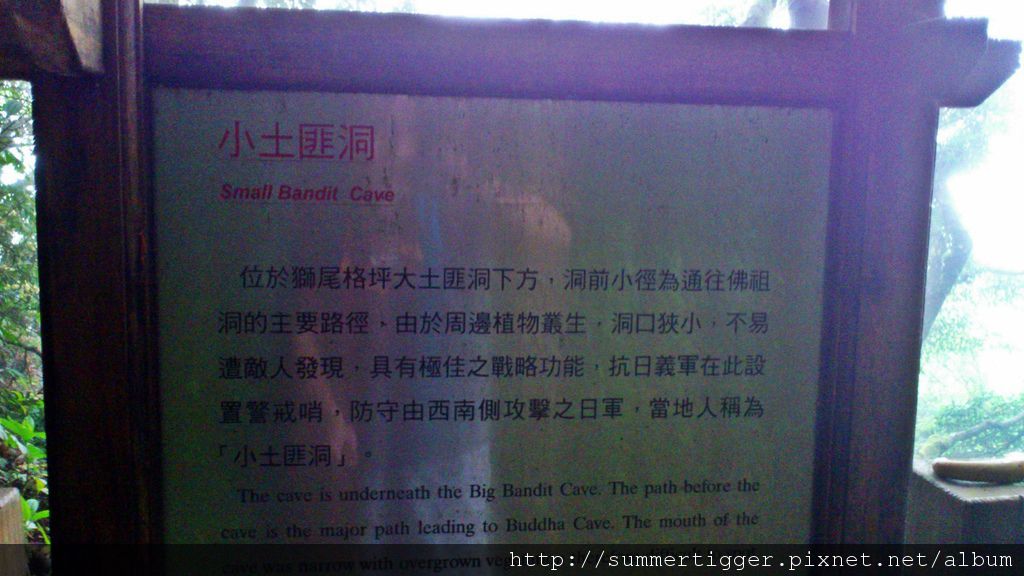 小土匪洞
Small Bandit Cave
位於獅尾格坪大土匪洞下方，洞前小徑為通往佛祖
洞的主要路徑、由於周邊植物叢生，洞口狹小，不易
遭敵人發現，具有極佳之戰略功能，抗日義軍在此設
置警戒哨，防守由西南側攻擊之日軍，當地人稱為
「小土匪洞」。
The cave is underneath the Big Bandit Cave. The path before the
cave is the major path leading to Buddha Cave. The mouth of the
cave was narrow with overgrown
http://summertigger.pixnet.net/album